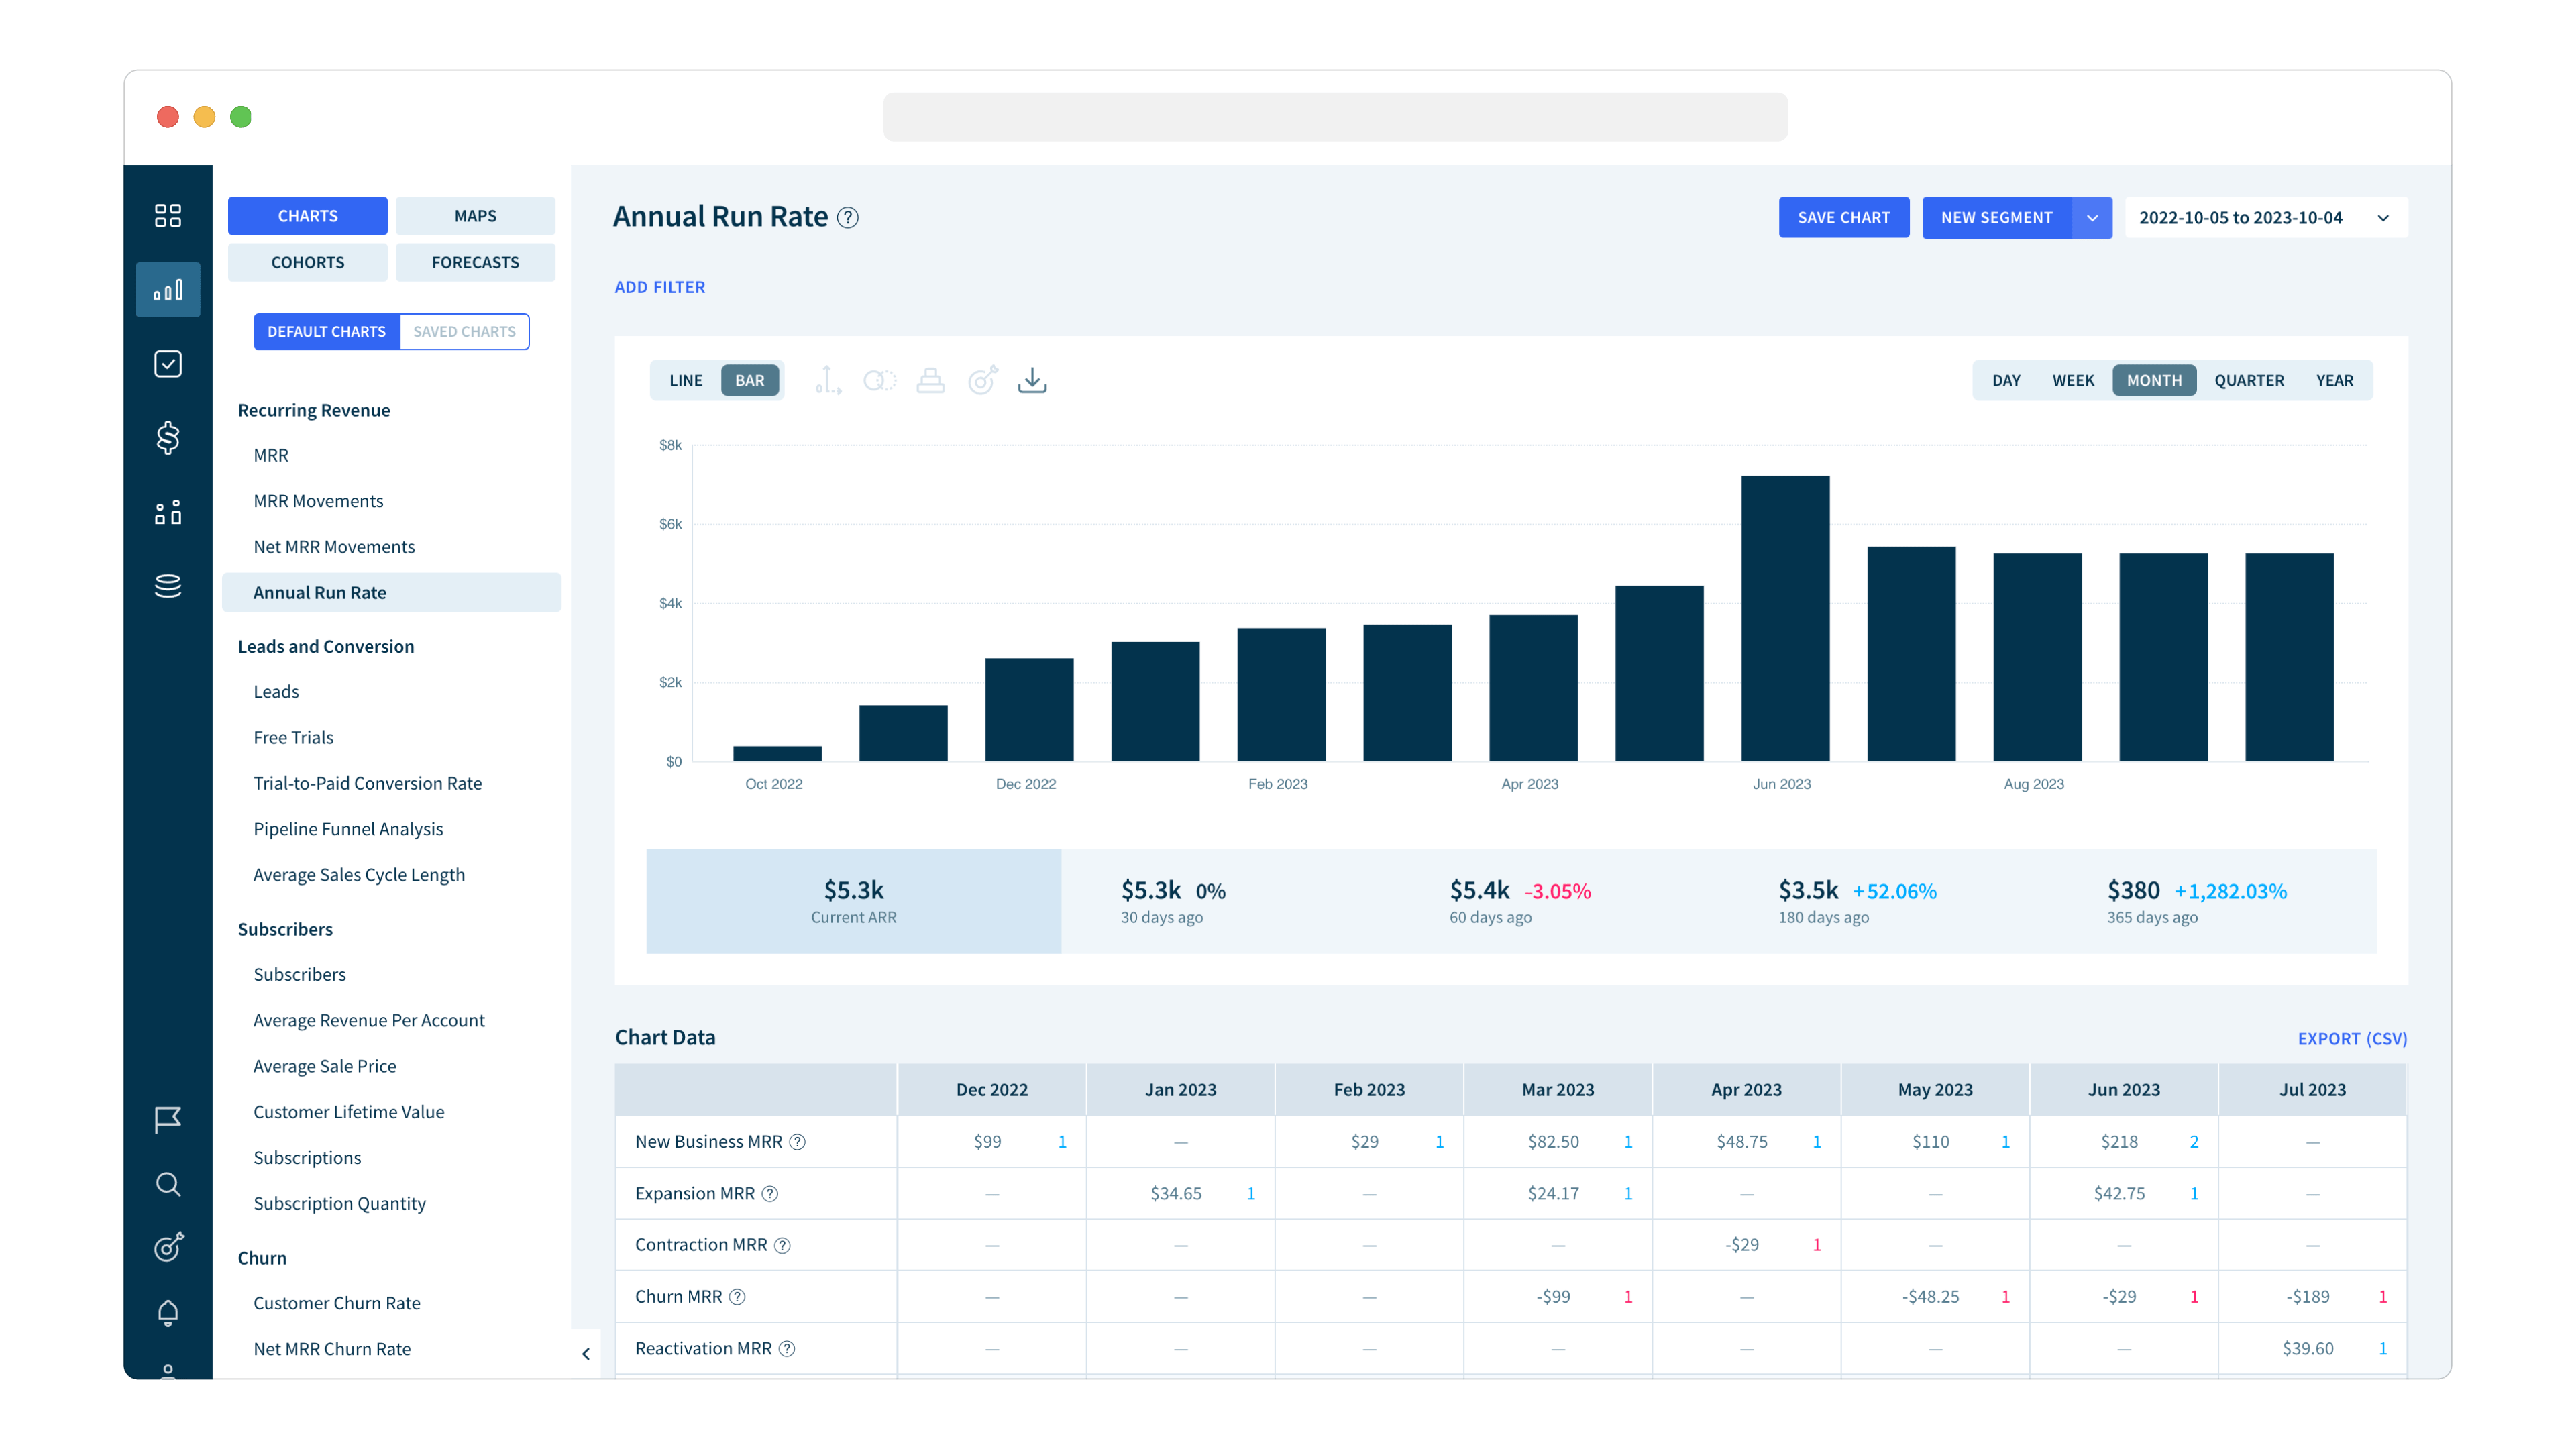 CHARTS
MAPS
COHORTS
FORECASTS
DEFAULT CHARTS
SAVED CHARTS
Recurring Revenue
MRR
MRR Movements
Net MRR Movements
Annual Run Rate
Leads and Conversion
Leads
Free Trials
Trial-to-Paid Conversion Rate
Pipeline Funnel Analysis
Average Sales Cycle Length
Subscribers
Subscribers
Average Revenue Per Account
Average Sale Price
Customer Lifetime Value
Subscriptions
Subscription Quantity
Churn
Customer Churn Rate
Net MRR Churn Rate
Annual Run Rate ?
SAVE CHART
NEW SEGMENT
2022-10-05 to 2023-10-04
ADD FILTER
LINE BAR
DAY WEEK MONTH QUARTER YEAR
$8k
$6k
$4k
$2k
$0
Oct 2022 Dec 2022 Feb 2023 Apr 2023 Jun 2023 Aug 2023
$5.3k
Current ARR
$5.3k 0%
30 days ago
$5.4k -3.05%
60 days ago
$3.5k +52.06%
180 days ago
$380 +1,282.03%
365 days ago
Chart Data
EXPORT (CSV)
Dec 2022 Jan 2023 Feb 2023 Mar 2023 Apr 2023 May 2023 Jun 2023 Jul 2023
New Business MRR ? $99 1 — $29 1 $82.50 1 $48.75 1 $110 1 $218 2 —
Expansion MRR ? — $34.65 1 — $24.17 1 — — $42.75 1 —
Contraction MRR ? — — — — -$29 1 — — —
Churn MRR ? — — — -$99 1 — -$48.25 1 -$29 1 -$189 1
Reactivation MRR ? — — — — — — — $39.60 1